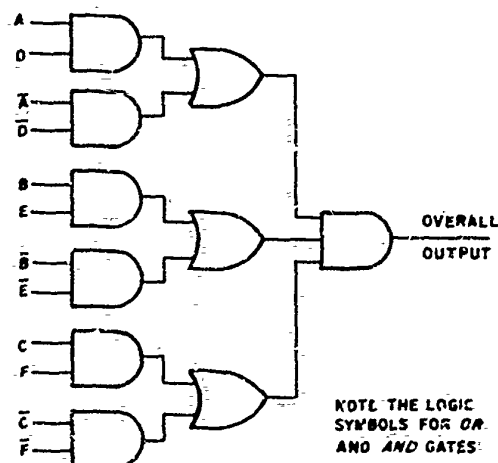 A
D
A̅
D̅
B
E
B̅
E̅
C
F
C̅
F̅
OVERALL
OUTPUT
NOTE THE LOGIC
SYMBOLS FOR OR
AND AND GATES